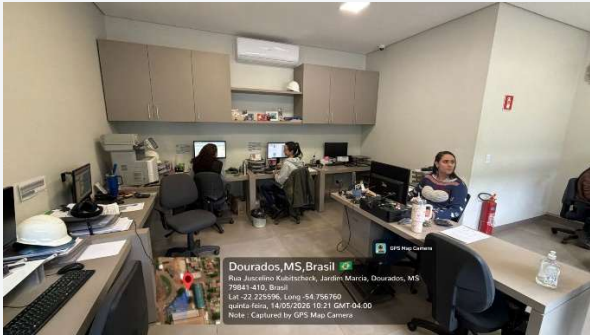 GPS Map Camera
Dourados,MS,Brasil
Rua Juscelino Kubitscheck, Jardim Marcia, Dourados, MS
79841-410, Brasil
Lat -22.225596, Long -54.756760
quinta-feira, 14/05/2026 10:21 GMT-04:00
Note : Captured by GPS Map Camera